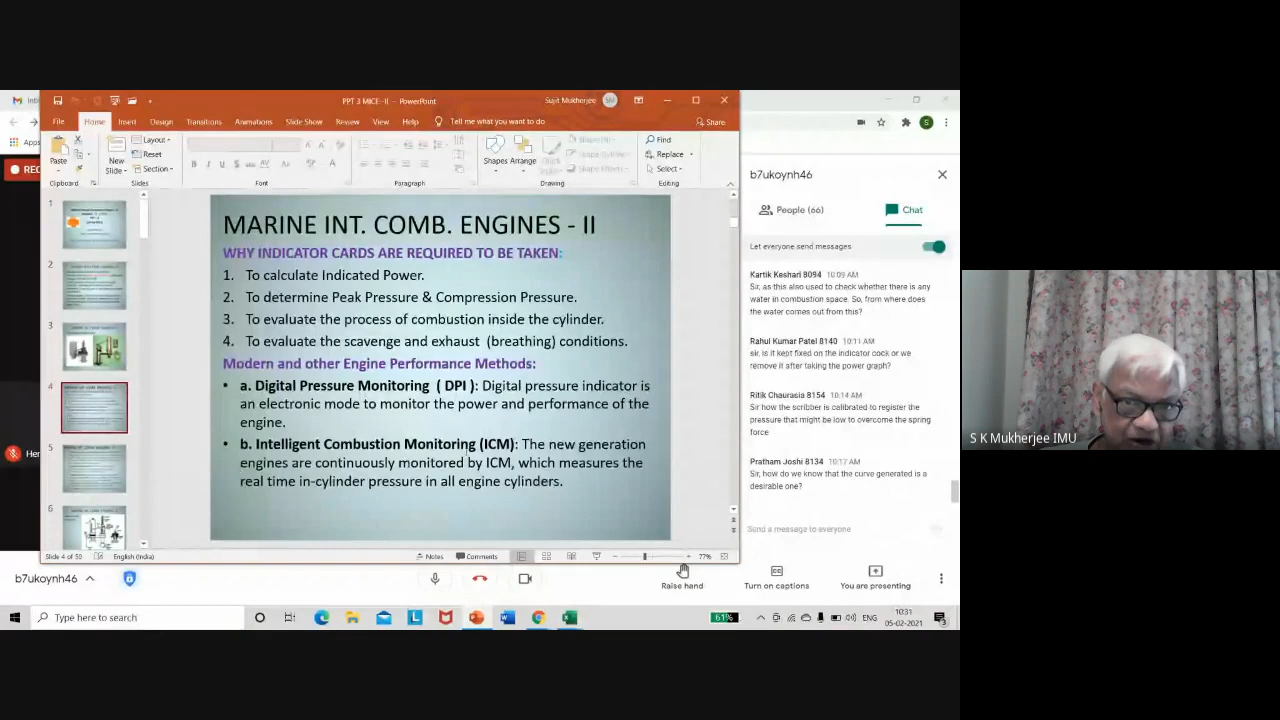 PPT 3 MICE--II - PowerPoint
Sujit Mukherjee
SM
File
Home
Insert
Design
Transitions
Animations
Slide Show
Review
View
Help
Tell me what you want to do
Share
Paste
Clipboard
New
Slide
Layout
Reset
Section
Slides
Font
Paragraph
Shapes
Arrange
Quick
Shape Effects
Drawing
Find
Replace
Select
Editing
Apps
REC
1
2
3
4
5
6
MARINE INT. COMB. ENGINES - II
WHY INDICATOR CARDS ARE REQUIRED TO BE TAKEN:
1. To calculate Indicated Power.
2. To determine Peak Pressure & Compression Pressure.
3. To evaluate the process of combustion inside the cylinder.
4. To evaluate the scavenge and exhaust (breathing) conditions.
Modern and other Engine Performance Methods:
• a. Digital Pressure Monitoring ( DPI ): Digital pressure indicator is
an electronic mode to monitor the power and performance of the
engine.
• b. Intelligent Combustion Monitoring (ICM): The new generation
engines are continuously monitored by ICM, which measures the
real time in-cylinder pressure in all engine cylinders.
Slide 4 of 50
English (India)
Notes
Comments
77%
b7ukoynh46
People (66)
Chat
Let everyone send messages
Kartik Keshari 8094 10:09 AM
Sir, as this also used to check whether there is any
water in combustion space. So, from where does
the water comes out from this?
Rahul Kumar Patel 8140 10:11 AM
sir, is it kept fixed on the indicator cock or we
remove it after taking the power graph?
Ritik Chaurasia 8154 10:14 AM
Sir how the scribber is calibrated to register the
pressure that might be low to overcome the spring
force
Pratham Joshi 8134 10:17 AM
Sir, how do we know that the curve generated is a
desirable one?
Send a message to everyone
S K Mukherjee IMU
b7ukoynh46
Raise hand
Turn on captions
You are presenting
Type here to search
61%
ENG
10:31
05-02-2021